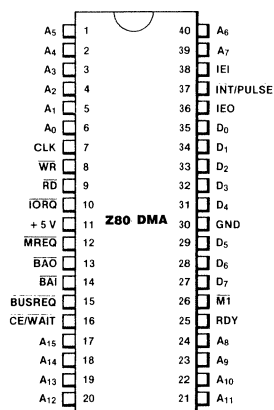 A5 1 40 A6
A4 2 39 A7
A3 3 38 IEI
A2 4 37 INT/PULSE
A1 5 36 IEO
A0 6 35 D0
CLK 7 34 D1
WR 8 33 D2
RD 9 32 D3
IORQ 10 31 D4
+5 V 11 Z80 DMA 30 GND
MREQ 12 29 D5
BAO 13 28 D6
BAI 14 27 D7
BUSREQ 15 26 M1
CE/WAIT 16 25 RDY
A15 17 24 A8
A14 18 23 A9
A13 19 22 A10
A12 20 21 A11